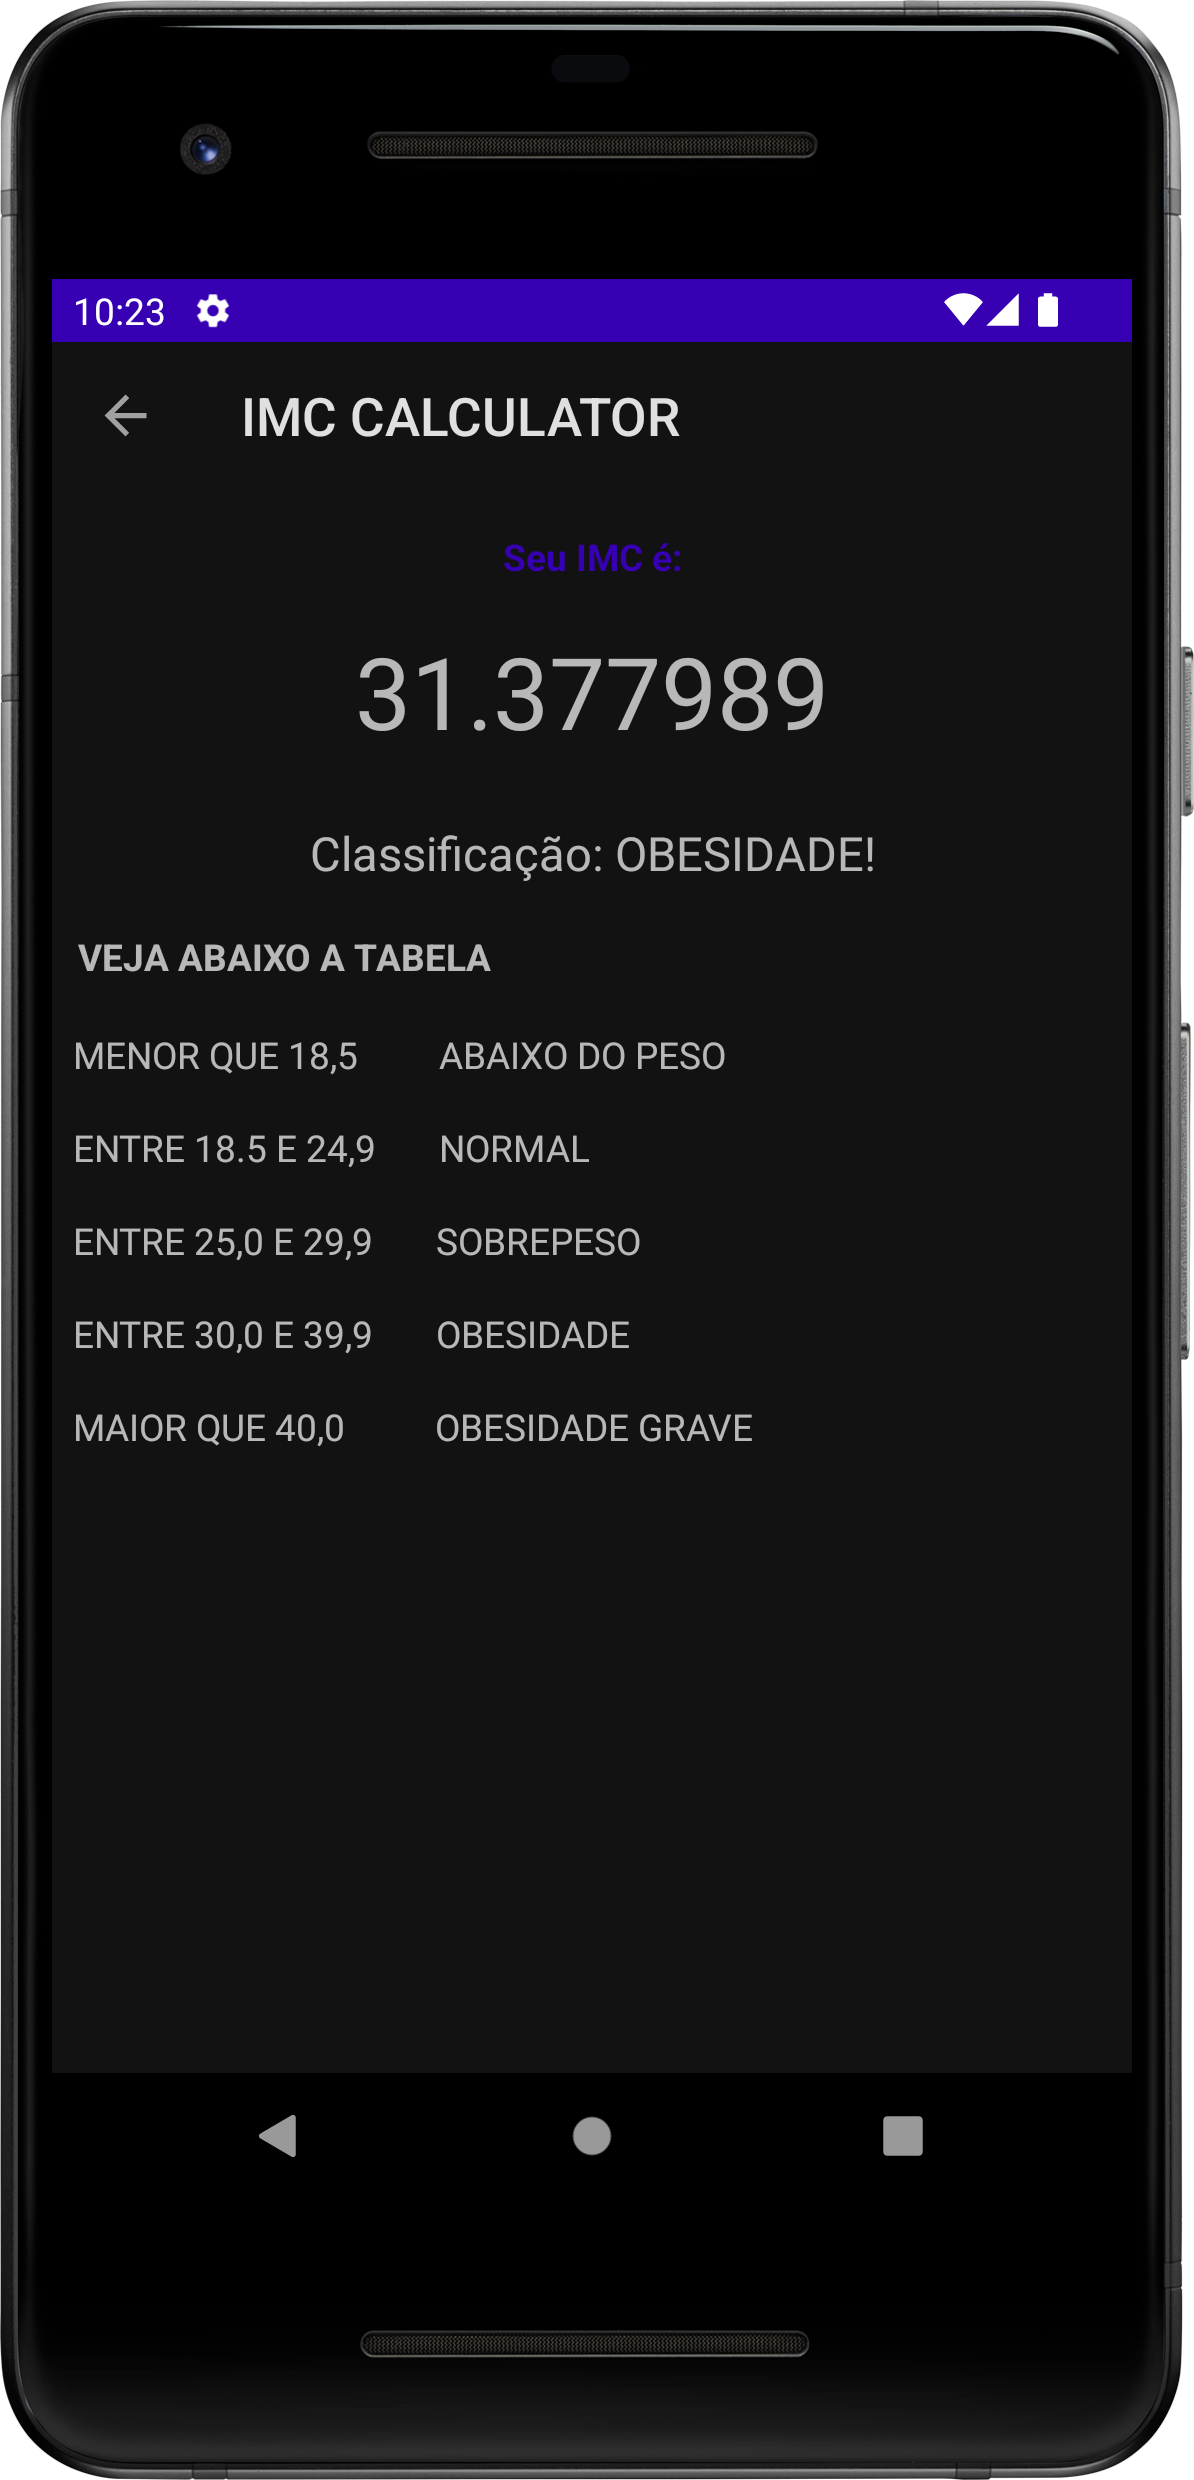 10:23
IMC CALCULATOR
Seu IMC é:
31.377989
Classificação: OBESIDADE!
VEJA ABAIXO A TABELA
MENOR QUE 18,5 ABAIXO DO PESO
ENTRE 18.5 E 24,9 NORMAL
ENTRE 25,0 E 29,9 SOBREPESO
ENTRE 30,0 E 39,9 OBESIDADE
MAIOR QUE 40,0 OBESIDADE GRAVE